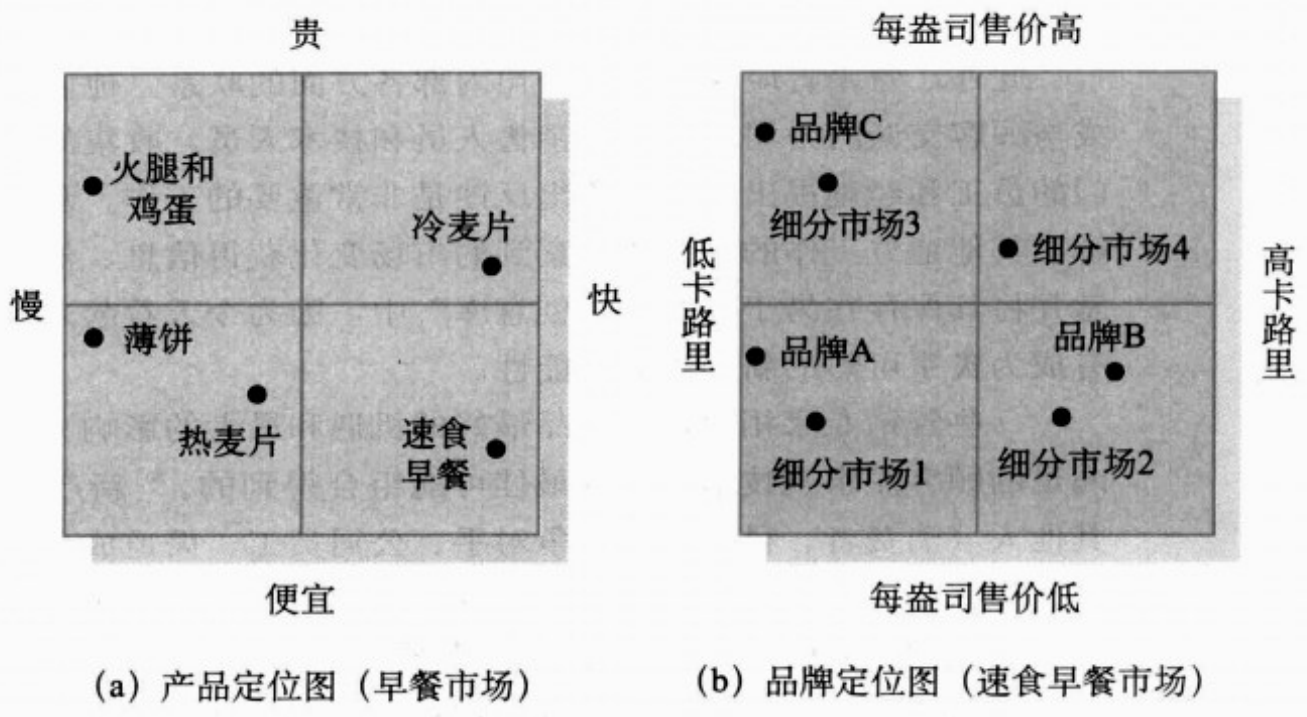 贵
火腿和
鸡蛋
冷麦片
慢
快
薄饼
热麦片
速食
早餐
便宜
(a) 产品定位图 (早餐市场)
每盎司售价高
品牌C
细分市场3
细分市场4
低卡路里
高卡路里
品牌A
品牌B
细分市场1
细分市场2
每盎司售价低
(b) 品牌定位图 (速食早餐市场)